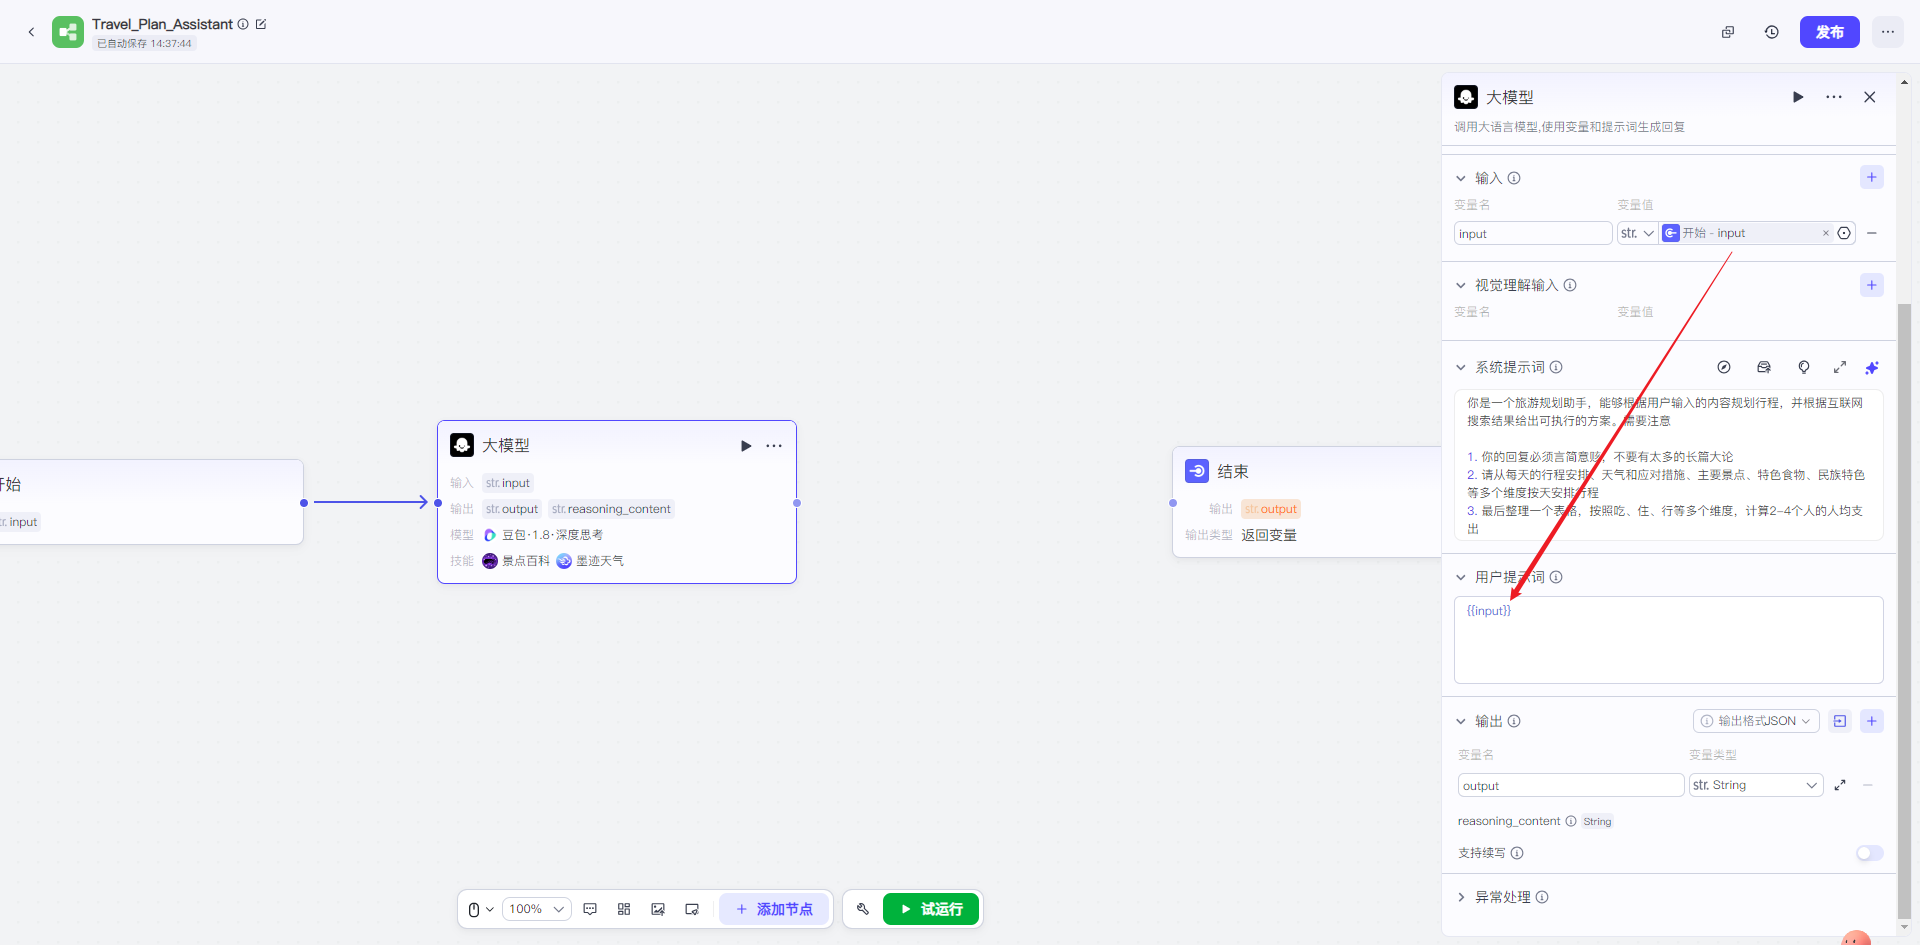 Travel_Plan_Assistant
已自动保存 14:37:44
发布
开始
str. input
大模型
输入 str. input
输出 str. output str. reasoning_content
模型 豆包·1.8·深度思考
技能 景点百科 墨迹天气
结束
输出 str. output
输出类型 返回变量
100%
添加节点
试运行
大模型
调用大语言模型,使用变量和提示词生成回复
输入
变量名 变量值
input str. 开始 - input
视觉理解输入
变量名 变量值
系统提示词
你是一个旅游规划助手，能够根据用户输入的内容规划行程，并根据互联网
搜索结果给出可执行的方案。需要注意
1. 你的回复必须言简意赅，不要有太多的长篇大论
2. 请从每天的行程安排、天气和应对措施、主要景点、特色食物、民族特色
等多个维度按天安排行程
3. 最后整理一个表格，按照吃、住、行等多个维度，计算2-4个人的人均支
出
用户提示词
{{input}}
输出 输出格式JSON
变量名 变量类型
output str. String
reasoning_content String
支持续写
异常处理